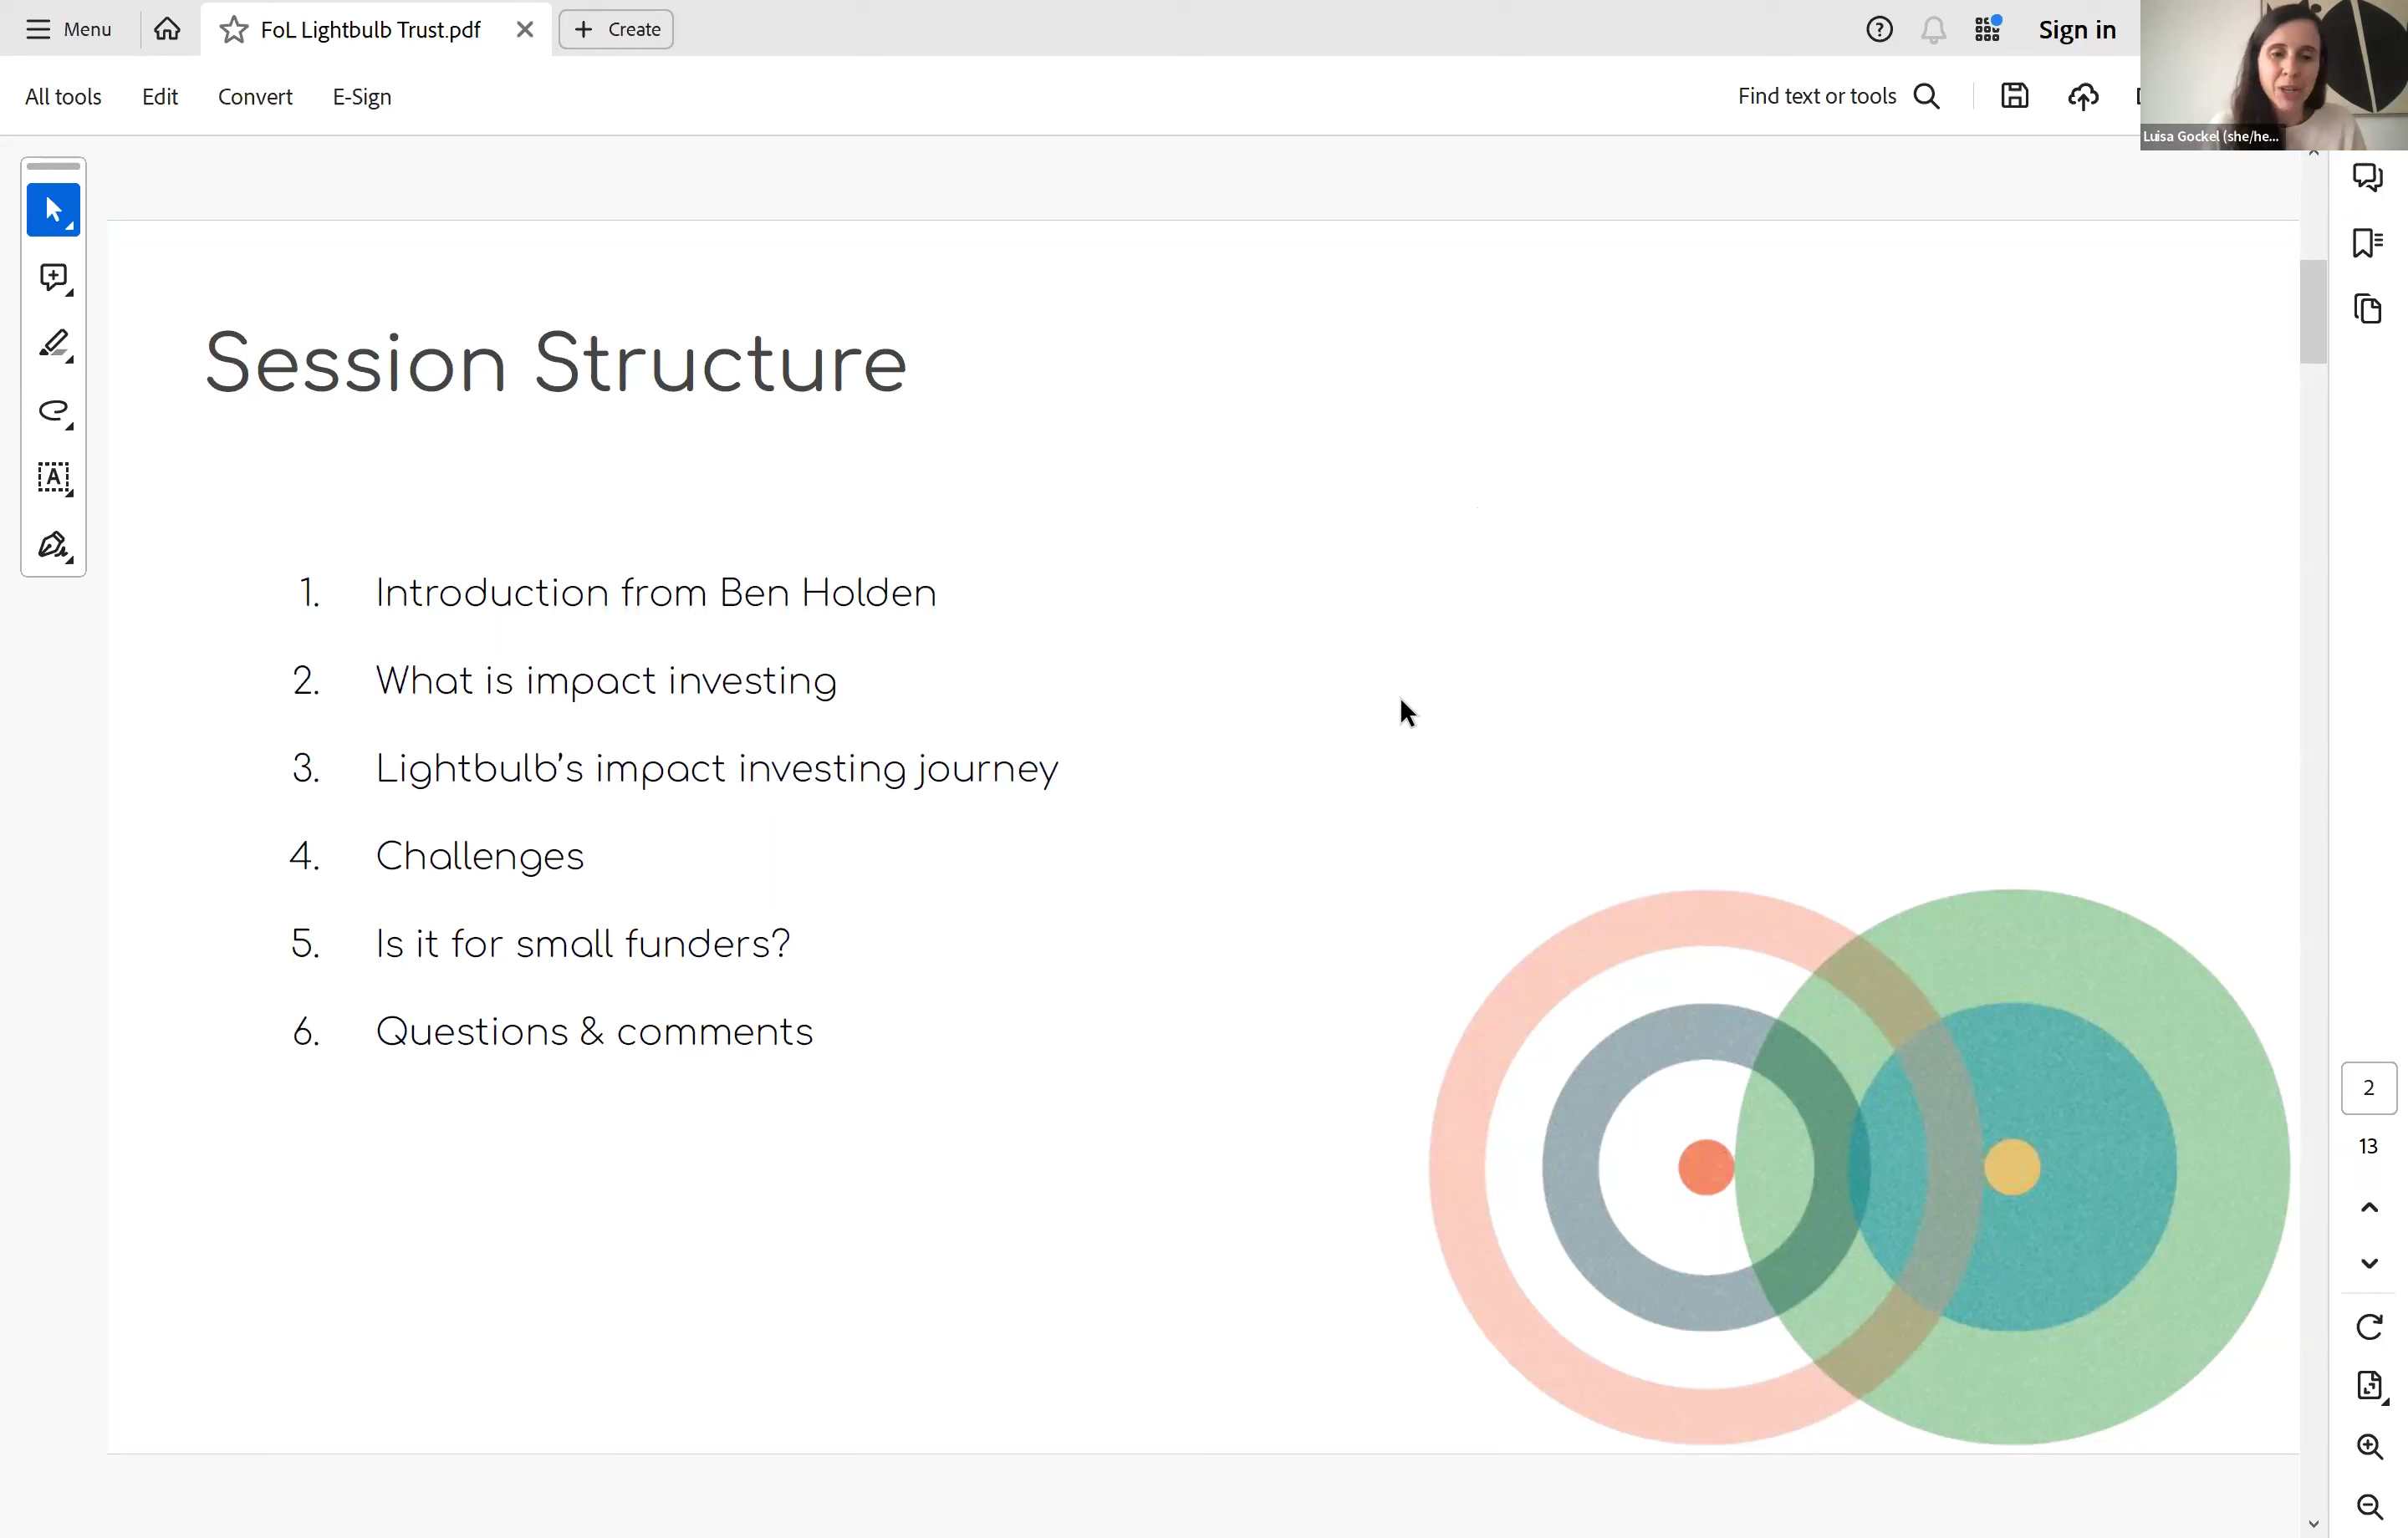 Menu
FoL Lightbulb Trust.pdf
Create
Sign in
All tools
Edit
Convert
E-Sign
Find text or tools
Luisa Gockel (she/he...
Session Structure
1. Introduction from Ben Holden
2. What is impact investing
3. Lightbulb's impact investing journey
4. Challenges
5. Is it for small funders?
6. Questions & comments
2
13